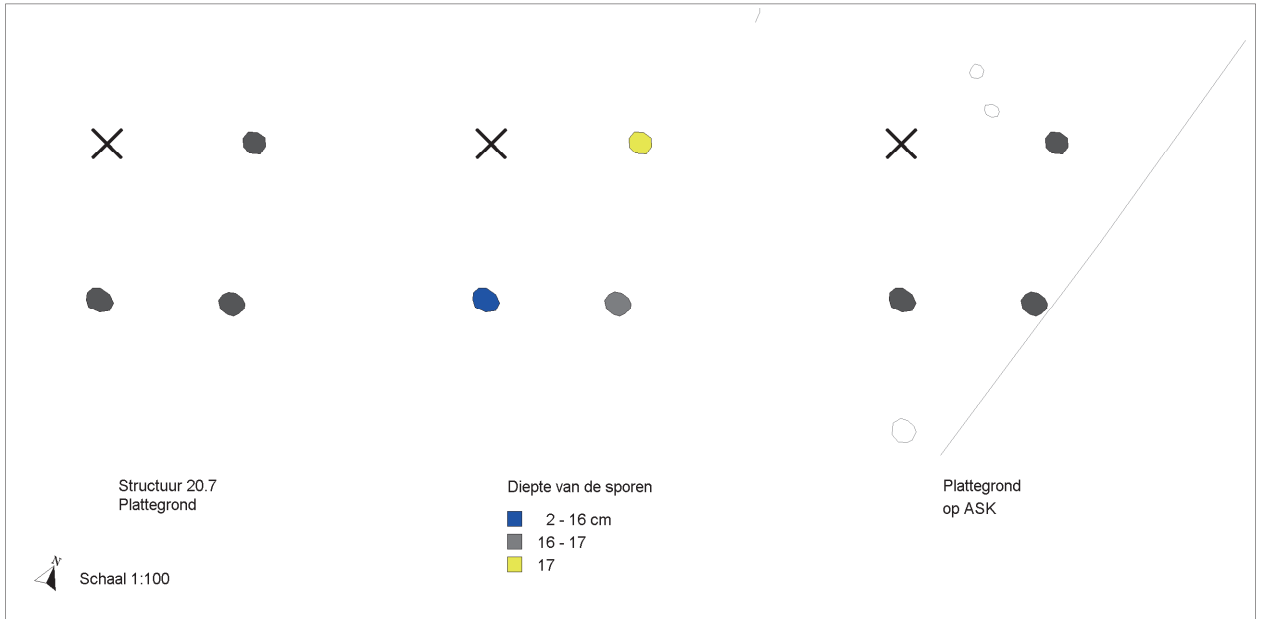 Structuur 20.7
Plattegrond
Diepte van de sporen
2 - 16 cm
16 - 17
17
Plattegrond
op ASK
N
Schaal 1:100